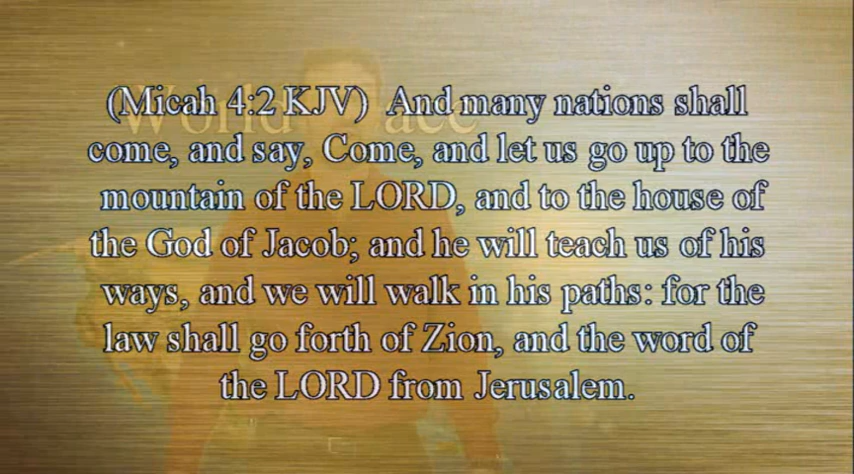 World ace
(Micah 4:2 KJV) And many nations shall
come, and say, Come, and let us go up to the
mountain of the LORD, and to the house of
the God of Jacob; and he will teach us of his
ways, and we will walk in his paths: for the
law shall go forth of Zion, and the word of
the LORD from Jerusalem.